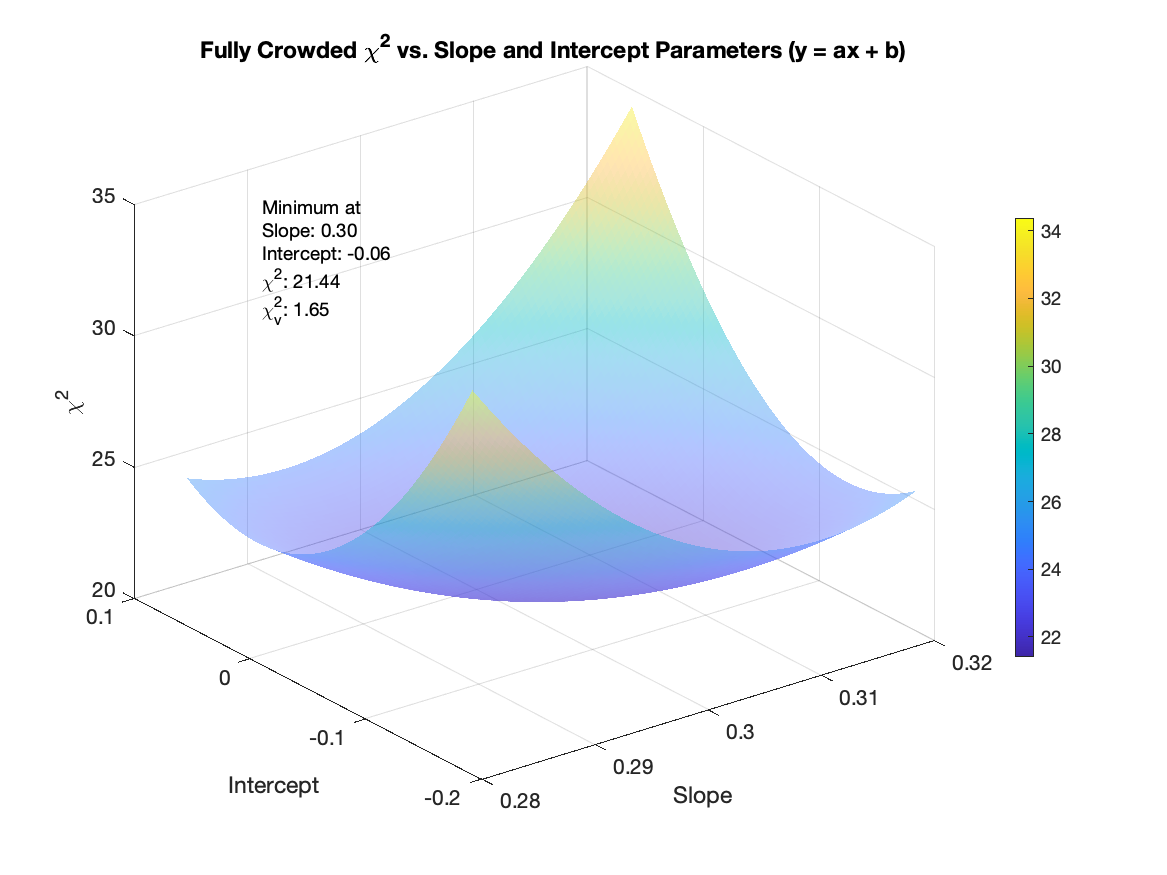 Fully Crowded χ² vs. Slope and Intercept Parameters (y = ax + b)
Minimum at
Slope: 0.30
Intercept: -0.06
χ²: 21.44
χ²ᵥ: 1.65
35
30
25
20
χ²
0.1
0
-0.1
-0.2
Intercept
0.28
0.29
0.3
0.31
0.32
Slope
34
32
30
28
26
24
22